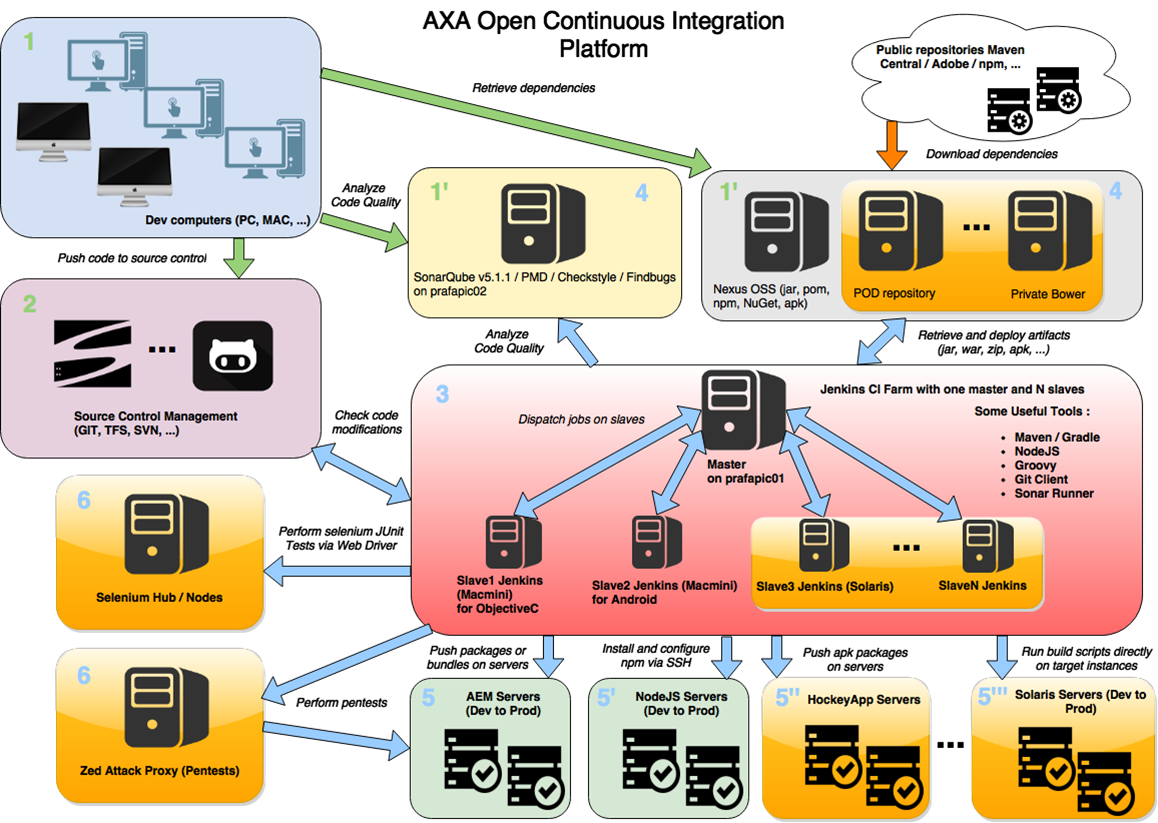 AXA Open Continuous Integration
Platform
1
Dev computers (PC, MAC, ...)
Retrieve dependencies
Public repositories Maven
Central / Adobe / npm, ...
Download dependencies
Analyze
Code Quality
Push code to source control
1'
4
SonarQube v5.1.1 / PMD / Checkstyle / Findbugs
on prafapic02
1'
4
Nexus OSS (jar, pom,
npm, NuGet, apk)
POD repository
...
Private Bower
2
...
Source Control Management
(GIT, TFS, SVN, ...)
Analyze
Code Quality
Retrieve and deploy artifacts
(jar, war, zip, apk, ...)
Check code
modifications
3
Jenkins CI Farm with one master and N slaves
Dispatch jobs on slaves
Some Useful Tools :
• Maven / Gradle
• NodeJS
• Groovy
• Git Client
• Sonar Runner
Master
on prafapic01
Slave1 Jenkins
(Macmini)
for ObjectiveC
Slave2 Jenkins (Macmini)
for Android
Slave3 Jenkins (Solaris)
...
SlaveN Jenkins
6
Selenium Hub / Nodes
Perform selenium JUnit
Tests via Web Driver
6
Zed Attack Proxy (Pentests)
Perform pentests
Push packages or
bundles on servers
Install and configure
npm via SSH
Push apk packages
on servers
Run build scripts directly
on target instances
5
AEM Servers
(Dev to Prod)
5'
NodeJS Servers
(Dev to Prod)
5''
HockeyApp Servers
...
5'''
Solaris Servers (Dev to
Prod)